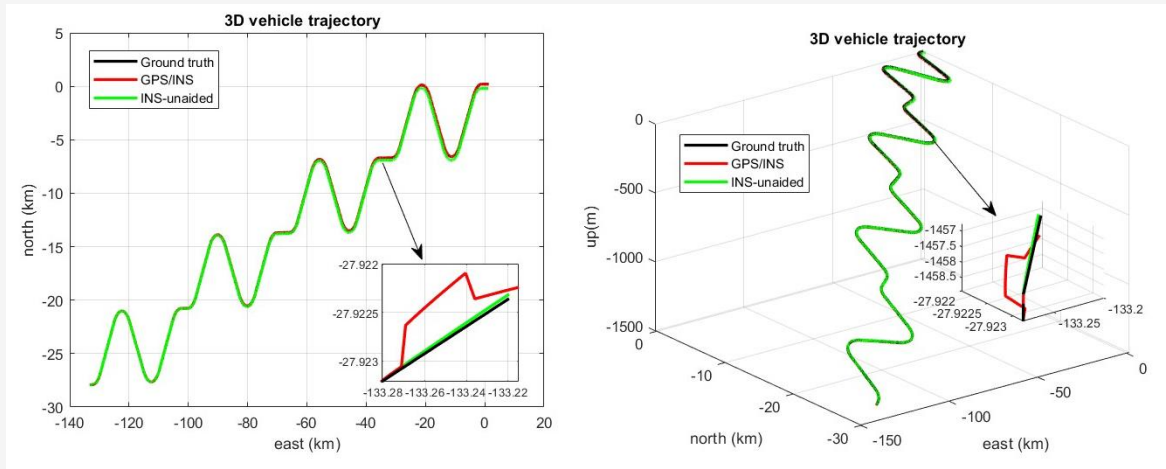 3D vehicle trajectory
5
0
-5
-10
-15
-20
-25
-30
north (km)
Ground truth
GPS/INS
INS-unaided
-27.922
-27.9225
-27.923
-133.28 -133.26 -133.24 -133.22
-140 -120 -100 -80 -60 -40 -20 0 20
east (km)
3D vehicle trajectory
0
-500
-1000
-1500
up(m)
Ground truth
GPS/INS
INS-unaided
-1457
-1457.5
-1458
-1458.5
-27.922
-27.9225
-27.923
-133.25
-133.2
0
-10
-20
-30
north (km)
-150
-100
-50
0
east (km)